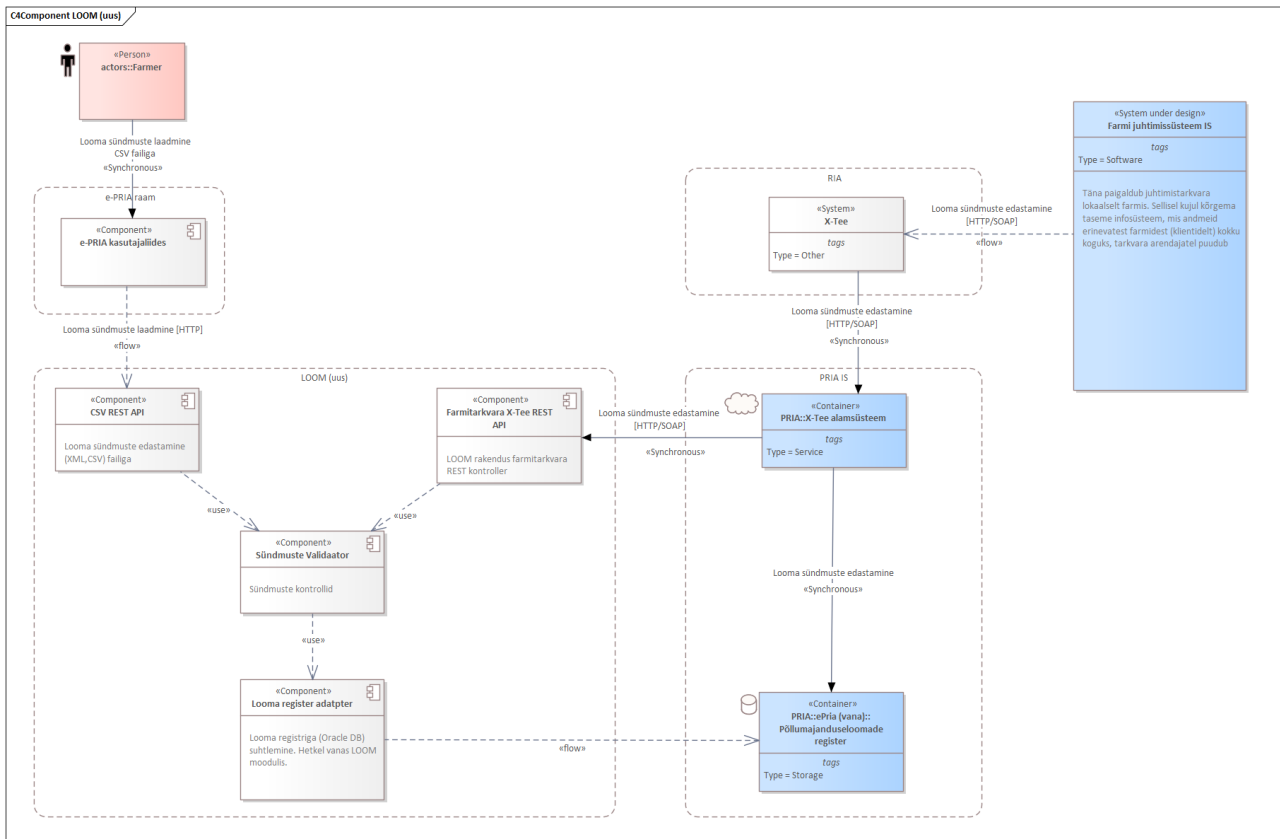 C4Component LOOM (uus)
«Person»
actors::Farmer
Looma sündmuste laadmine
CSV failiga
«Synchronous»
e-PRIA raam
«Component»
e-PRIA kasutajaliides
Looma sündmuste laadmine [HTTP]
«flow»
RIA
«System»
X-Tee
tags
Type = Other
Looma sündmuste edastamine
[HTTP/SOAP]
«flow»
«System under design»
Farmi juhtimissüsteem IS
tags
Type = Software
Täna paigaldub juhtimistarkvara
lokaalselt farmis. Sellisel kujul kõrgema
taseme infosüsteem, mis andmeid
erinevatest farmidest (klientidelt) kokku
koguks, tarkvara arendajatel puudub
Looma sündmuste edastamine
[HTTP/SOAP]
«Synchronous»
LOOM (uus)
«Component»
CSV REST API
Looma sündmuste edastamine
(XML,CSV) failiga
«Component»
Farmitarkvara X-Tee REST
API
LOOM rakendus farmitarkvara
REST kontroller
Looma sündmuste edastamine
[HTTP/SOAP]
«Synchronous»
PRIA IS
«Container»
PRIA::X-Tee alamsüsteem
tags
Type = Service
«use»
«use»
«Component»
Sündmuste Validaator
Sündmuste kontrollid
Looma sündmuste edastamine
«Synchronous»
«use»
«Component»
Looma register adatpter
Looma registriga (Oracle DB)
suhtlemine. Hetkel vanas LOOM
moodulis.
«flow»
«Container»
PRIA::ePria (vana)::
Põllumajanduseloomade
register
tags
Type = Storage